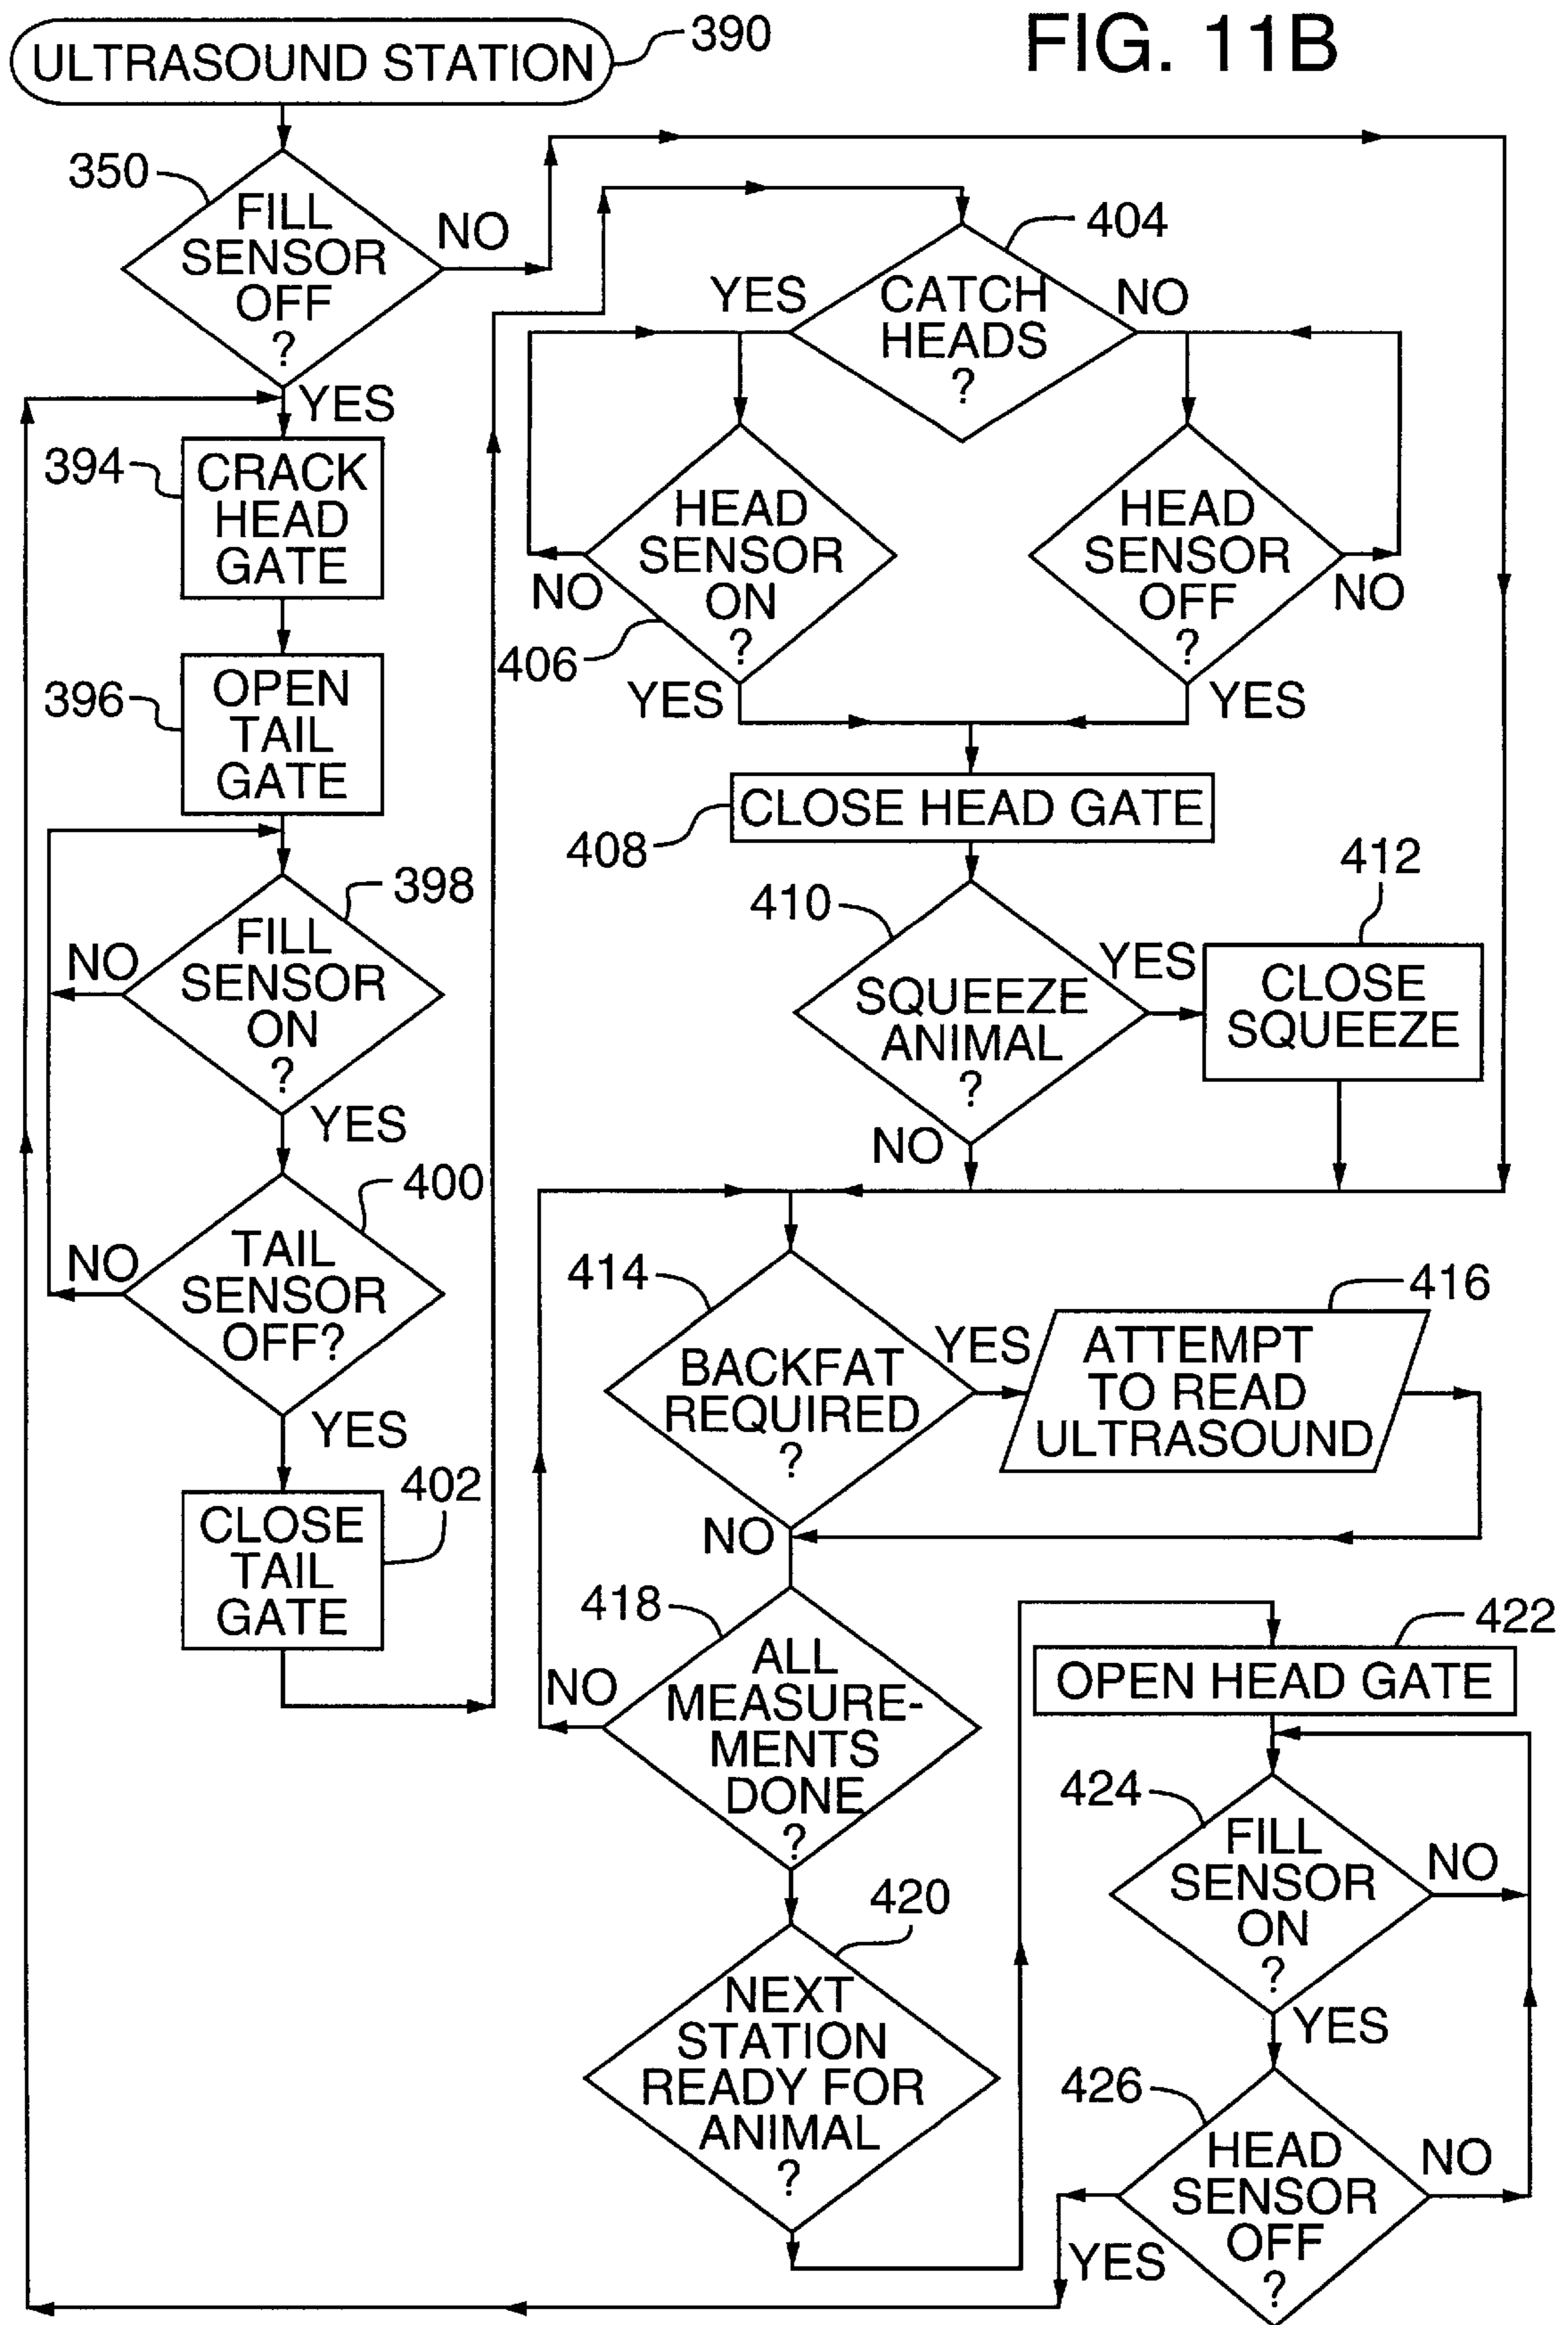 FIG. 11B
ULTRASOUND STATION
390
350
FILL
SENSOR
OFF
?
NO
YES
394
CRACK
HEAD
GATE
396
OPEN
TAIL
GATE
398
FILL
SENSOR
ON
?
NO
YES
400
TAIL
SENSOR
OFF?
NO
YES
402
CLOSE
TAIL
GATE
404
CATCH
HEADS
?
YES
NO
HEAD
SENSOR
ON
?
NO
406
YES
HEAD
SENSOR
OFF
?
NO
YES
CLOSE HEAD GATE
408
410
SQUEEZE
ANIMAL
?
YES
NO
412
CLOSE
SQUEEZE
414
BACKFAT
REQUIRED
?
YES
NO
416
ATTEMPT
TO READ
ULTRASOUND
418
ALL
MEASURE-
MENTS
DONE
?
NO
420
NEXT
STATION
READY FOR
ANIMAL
?
422
OPEN HEAD GATE
424
FILL
SENSOR
ON
?
NO
YES
426
HEAD
SENSOR
OFF
?
NO
YES